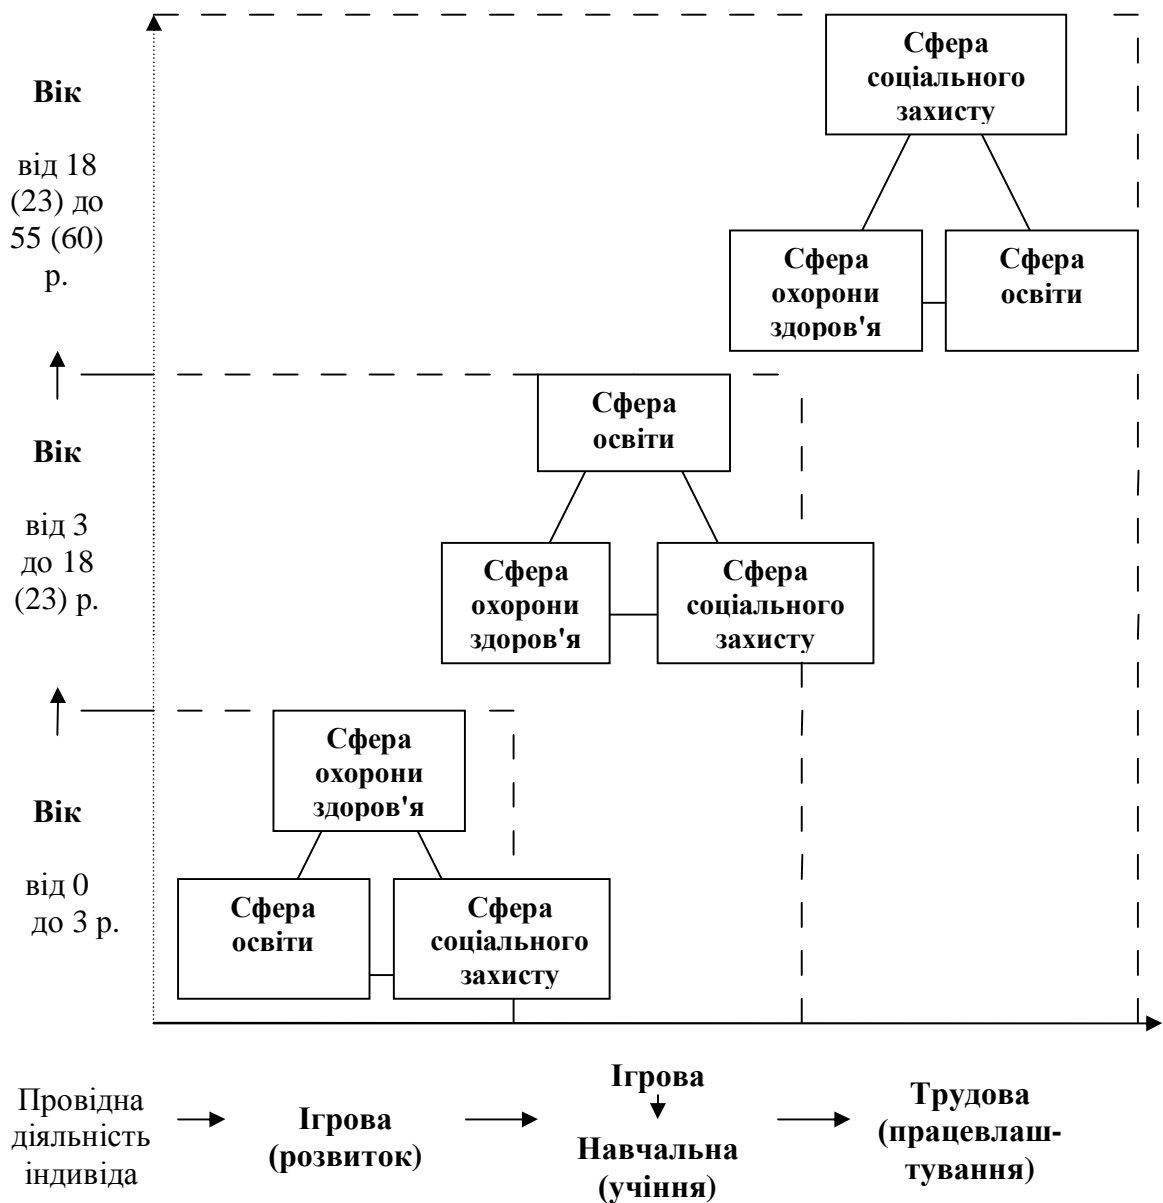 Сфера
соціального
захисту
Вік
від 18
(23) до
55 (60)
р.
Сфера
охорони
здоров'я
Сфера
освіти
Сфера
освіти
Вік
від 3
до 18
(23) р.
Сфера
охорони
здоров'я
Сфера
соціального
захисту
Сфера
охорони
здоров'я
Вік
від 0
до 3 р.
Сфера
освіти
Сфера
соціального
захисту
Провідна
діяльність
індивіда
Ігрова
(розвиток)
Ігрова
Навчальна
(учіння)
Трудова
(працевлаш-
тування)